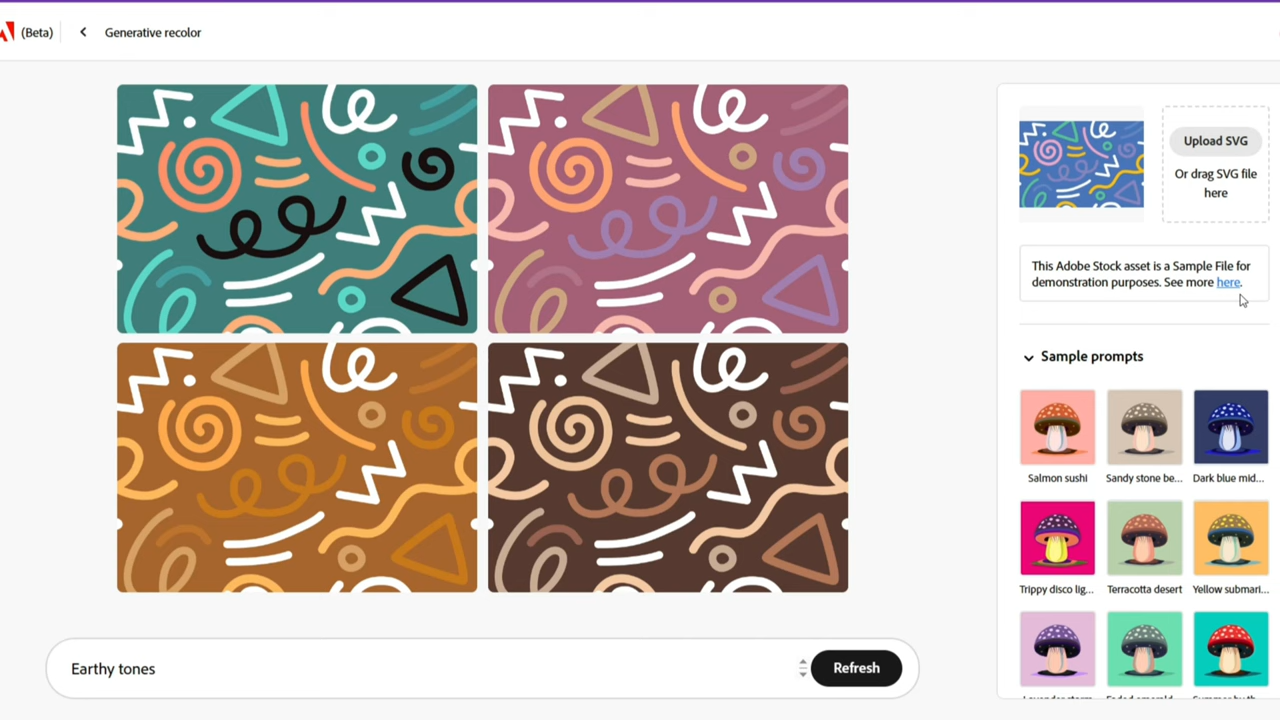 (Beta)
Generative recolor
Upload SVG
Or drag SVG file
here
This Adobe Stock asset is a Sample File for
demonstration purposes. See more here.
Sample prompts
Salmon sushi
Sandy stone be...
Dark blue mid...
Trippy disco lig...
Terracotta desert
Yellow submari...
Earthy tones
Refresh